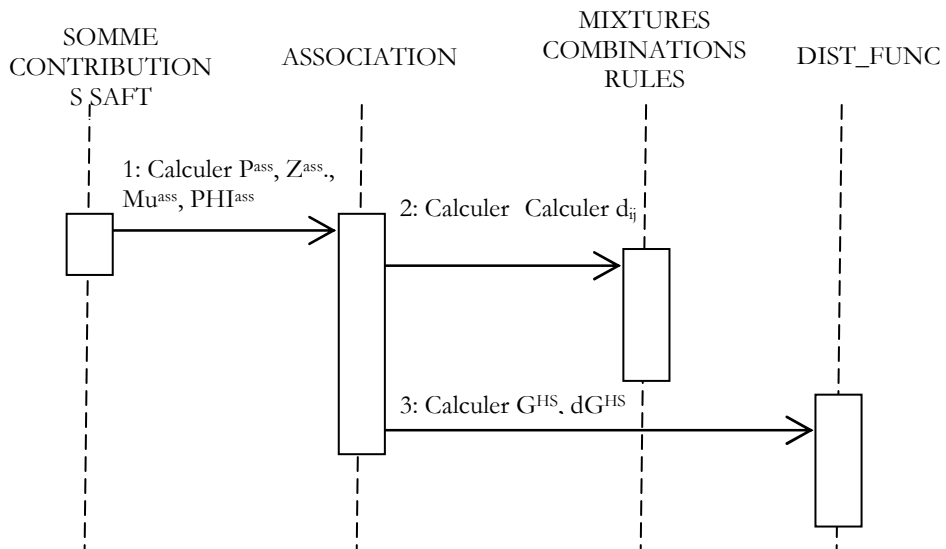 SOMME
CONTRIBUTION
S SAFT
ASSOCIATION
MIXTURES
COMBINATIONS
RULES
DIST_FUNC
1: Calculer Pᵃˢˢ, Zᵃˢˢ.,
Muᵃˢˢ, PHIᵃˢˢ
2: Calculer Calculer dᵢⱼ
3: Calculer Gᴴˢ, dGᴴˢ